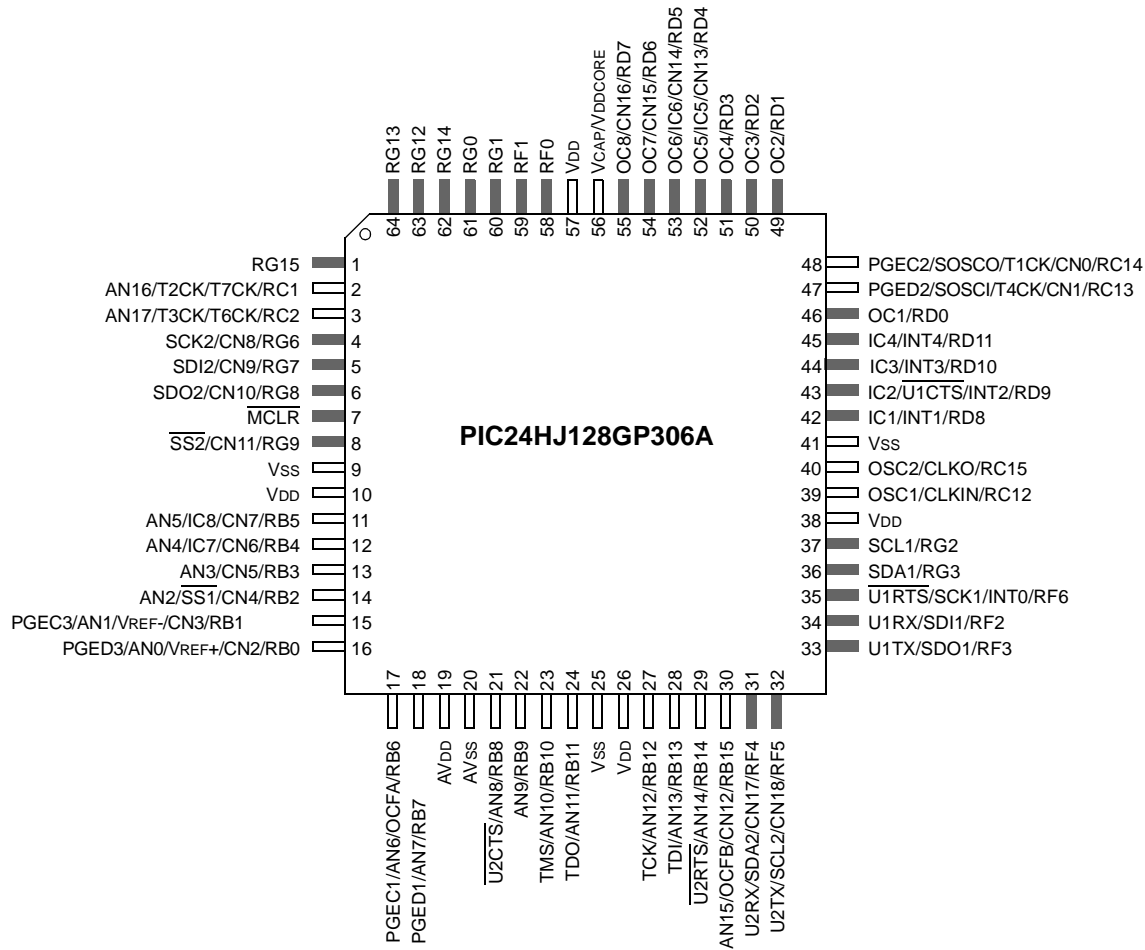 RG13
RG12
RG14
RG0
RG1
RF1
RF0
VDD
VCAP/VDDCORE
OC8/CN16/RD7
OC7/CN15/RD6
OC6/IC6/CN14/RD5
OC5/IC5/CN13/RD4
OC4/RD3
OC3/RD2
OC2/RD1
64 63 62 61 60 59 58 57 56 55 54 53 52 51 50 49
RG15 1
AN16/T2CK/T7CK/RC1 2
AN17/T3CK/T6CK/RC2 3
SCK2/CN8/RG6 4
SDI2/CN9/RG7 5
SDO2/CN10/RG8 6
MCLR 7
SS2/CN11/RG9 8
VSS 9
VDD 10
AN5/IC8/CN7/RB5 11
AN4/IC7/CN6/RB4 12
AN3/CN5/RB3 13
AN2/SS1/CN4/RB2 14
PGEC3/AN1/VREF-/CN3/RB1 15
PGED3/AN0/VREF+/CN2/RB0 16
PIC24HJ128GP306A
48 PGEC2/SOSCO/T1CK/CN0/RC14
47 PGED2/SOSCI/T4CK/CN1/RC13
46 OC1/RD0
45 IC4/INT4/RD11
44 IC3/INT3/RD10
43 IC2/U1CTS/INT2/RD9
42 IC1/INT1/RD8
41 VSS
40 OSC2/CLKO/RC15
39 OSC1/CLKIN/RC12
38 VDD
37 SCL1/RG2
36 SDA1/RG3
35 U1RTS/SCK1/INT0/RF6
34 U1RX/SDI1/RF2
33 U1TX/SDO1/RF3
17 18 19 20 21 22 23 24 25 26 27 28 29 30 31 32
PGEC1/AN6/OCFA/RB6
PGED1/AN7/RB7
AVDD
AVSS
U2CTS/AN8/RB8
AN9/RB9
TMS/AN10/RB10
TDO/AN11/RB11
VSS
VDD
TCK/AN12/RB12
TDI/AN13/RB13
U2RTS/AN14/RB14
AN15/OCFB/CN12/RB15
U2RX/SDA2/CN17/RF4
U2TX/SCL2/CN18/RF5